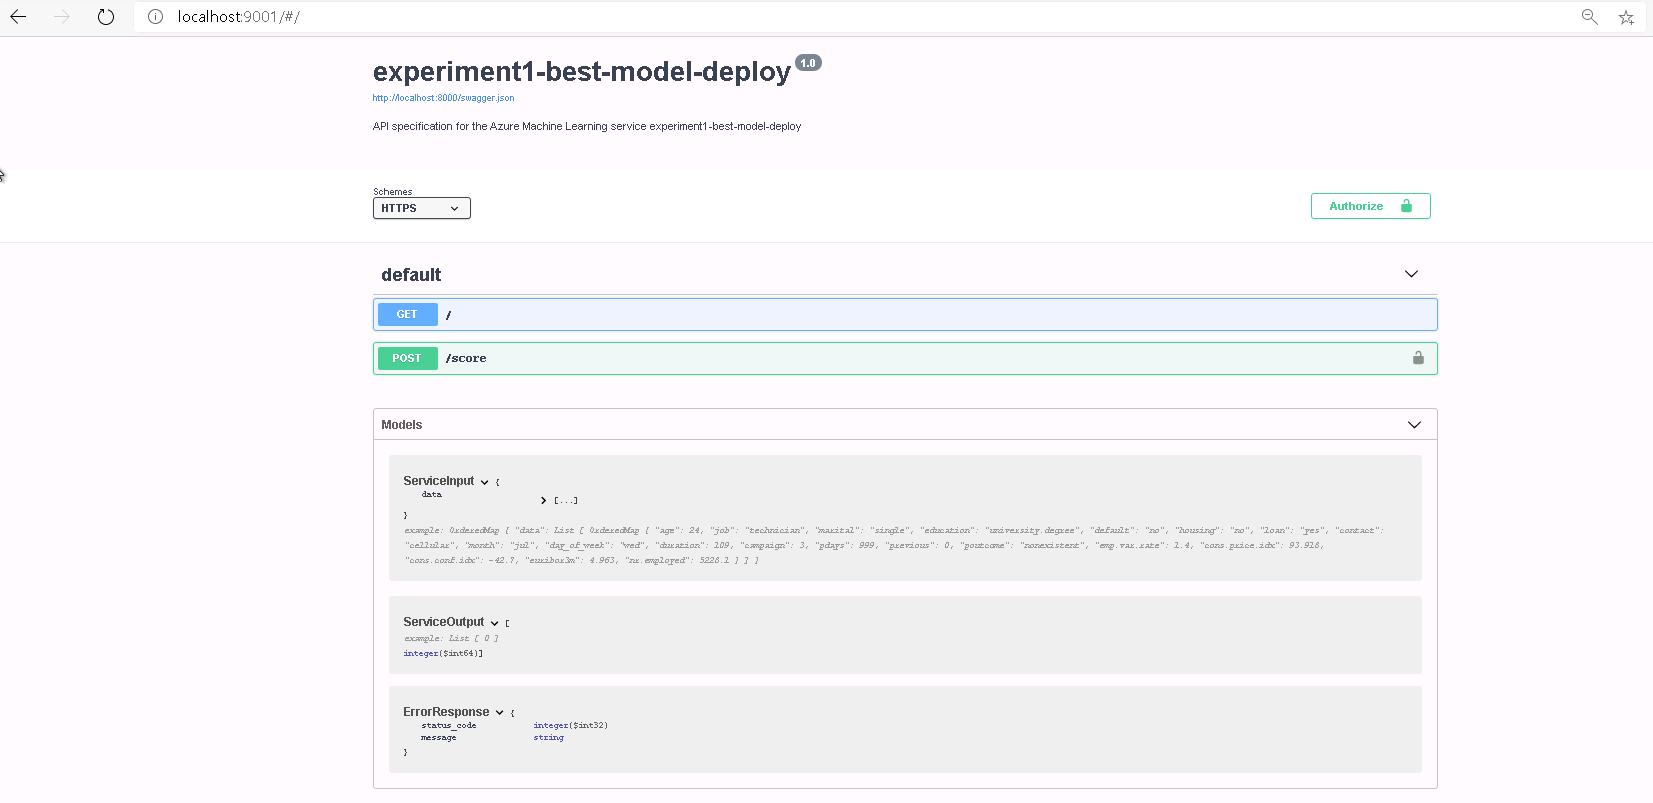 localhost:9001/#/
experiment1-best-model-deploy 1.0
http://localhost:8000/swagger.json
API specification for the Azure Machine Learning service experiment1-best-model-deploy
Schemes
HTTPS
Authorize
default
GET /
POST /score
Models
ServiceInput {
data [...]
}
example: OrderedMap { "data": List [ OrderedMap { "age": 24, "job": "technician", "marital": "single", "education": "university.degree", "default": "no", "housing": "no", "loan": "yes", "contact":
"cellular", "month": "jul", "day_of_week": "wed", "duration": 109, "campaign": 3, "pdays": 999, "previous": 0, "poutcome": "nonexistent", "emp.var.rate": 1.4, "cons.price.idx": 93.918,
"cons.conf.idx": -42.7, "euribor3m": 4.963, "nr.employed": 5228.1 } ] }
ServiceOutput [
example: List [ 0 ]
integer($int64)]
ErrorResponse {
status_code integer($int32)
message string
}